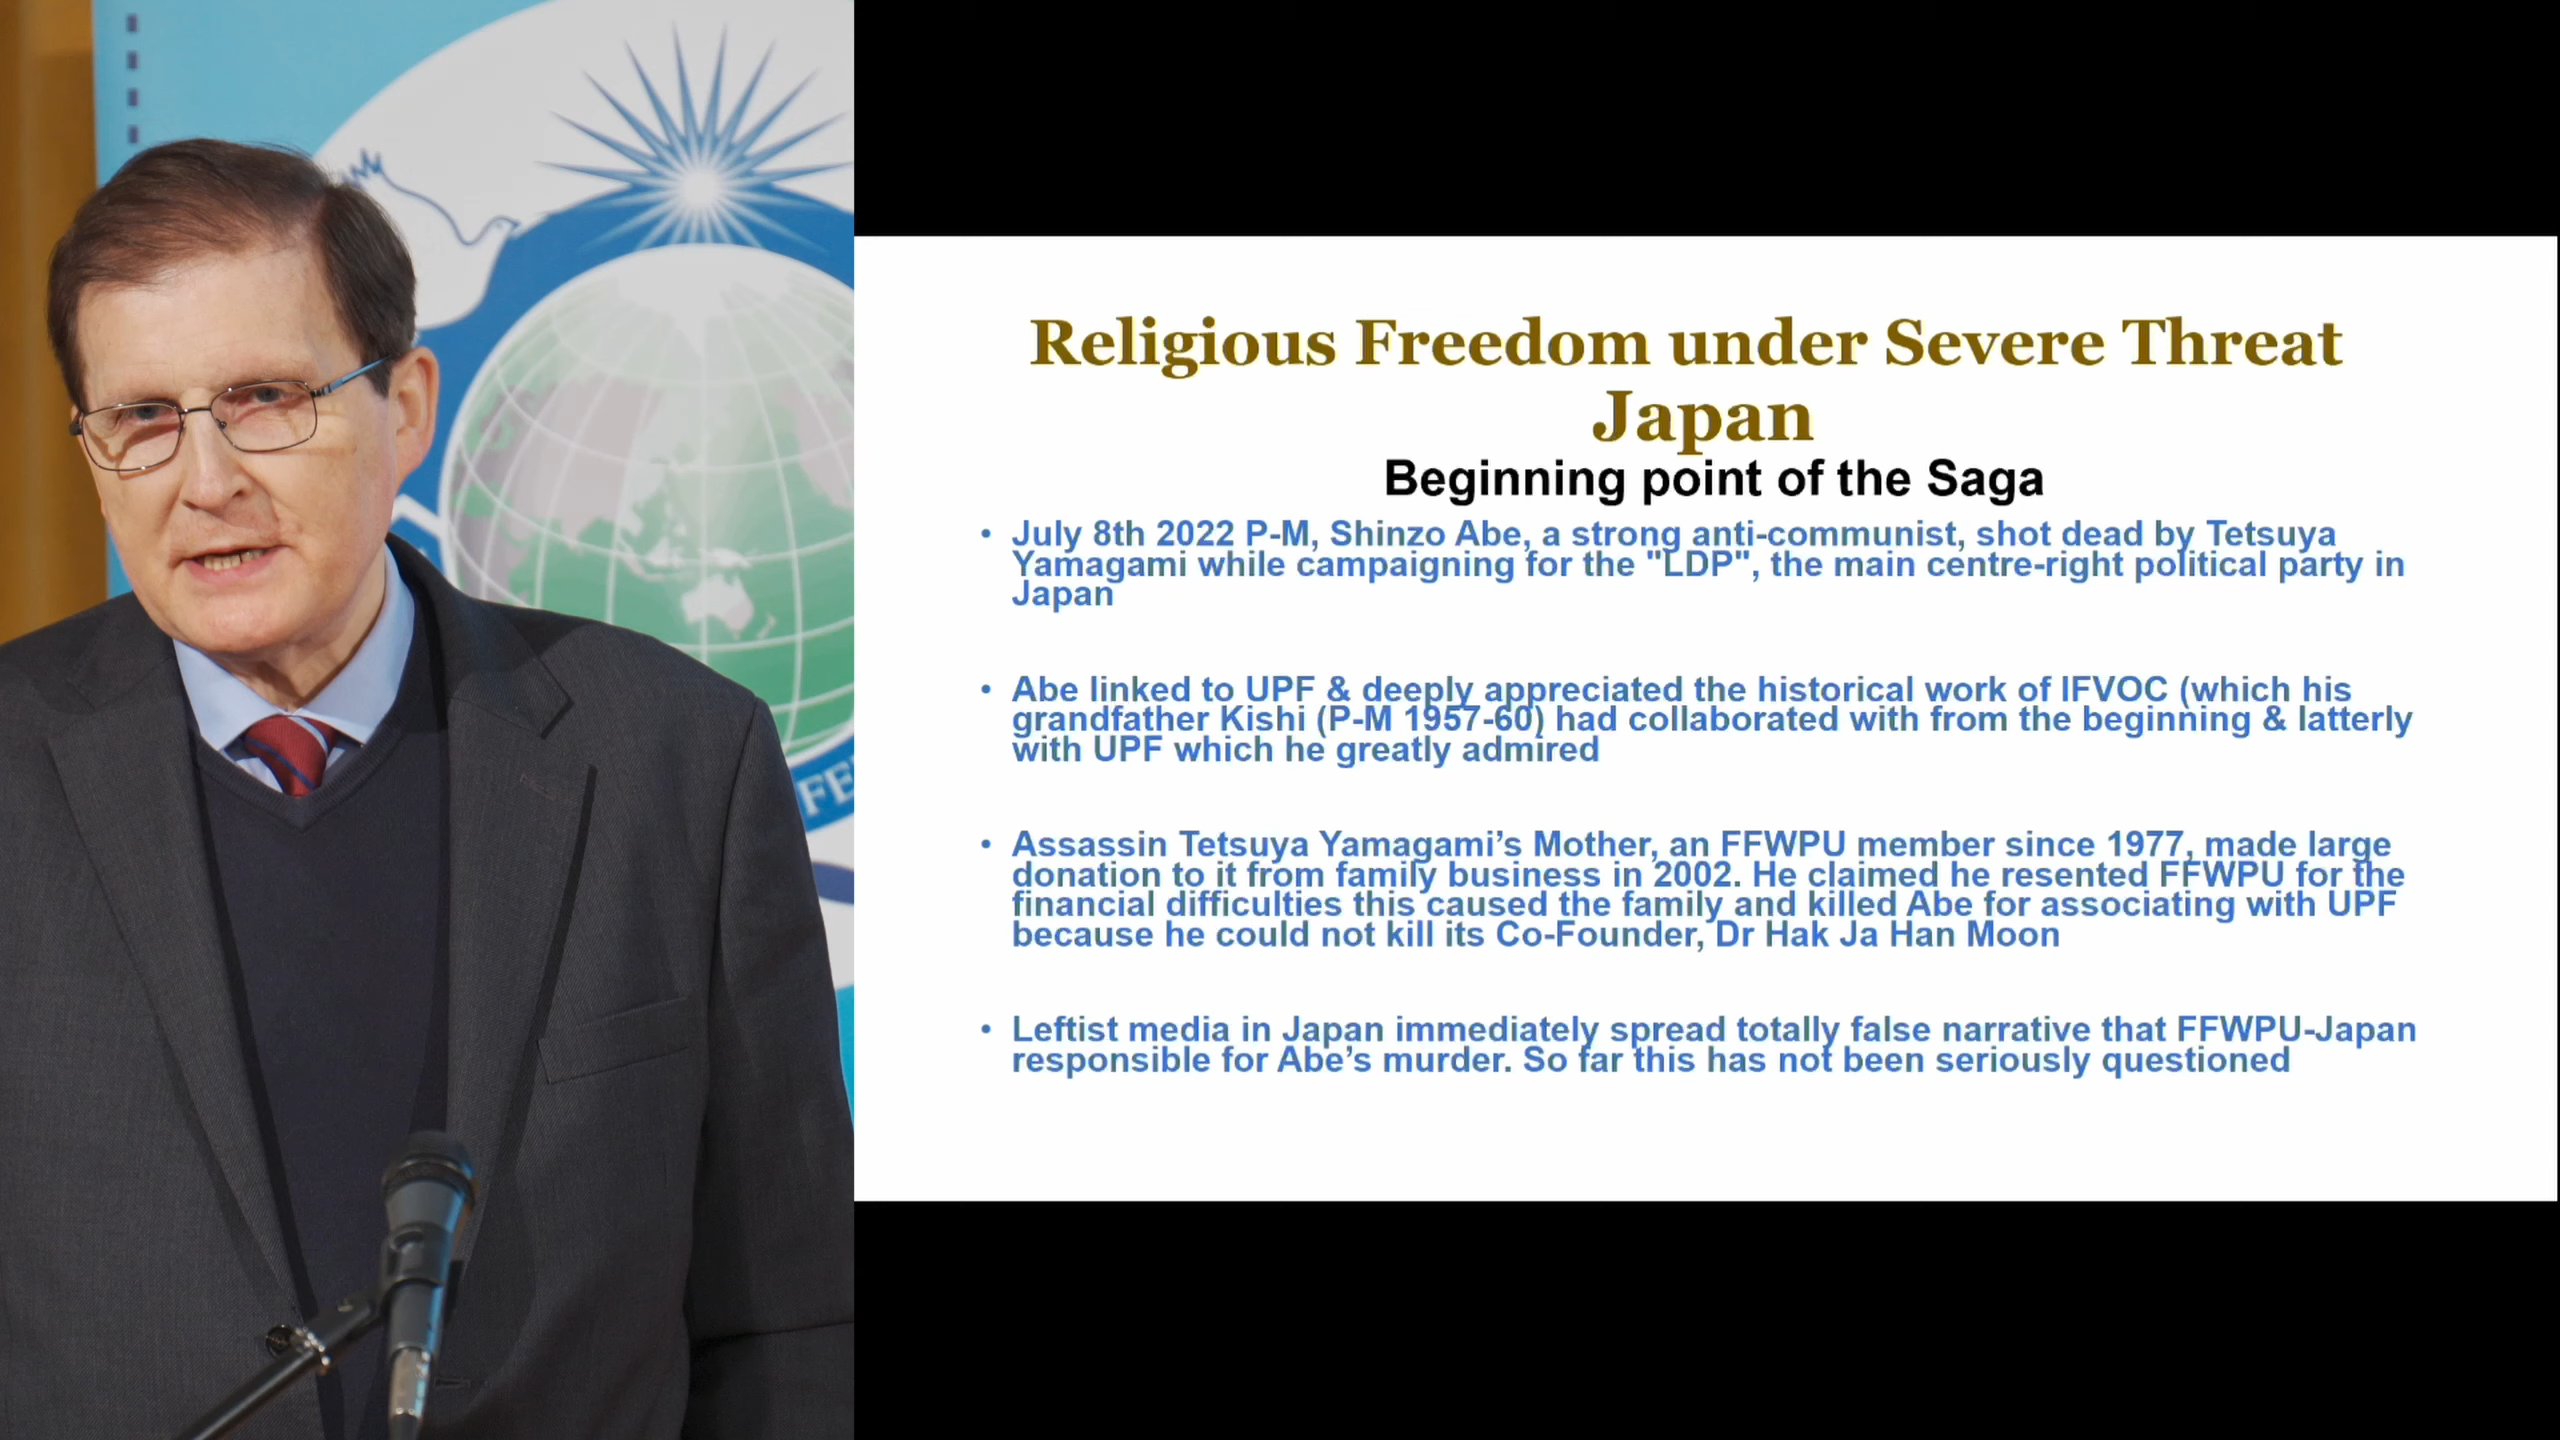 FE
Religious Freedom under Severe Threat
Japan
Beginning point of the Saga
• July 8th 2022 P-M, Shinzo Abe, a strong anti-communist, shot dead by Tetsuya
Yamagami while campaigning for the "LDP", the main centre-right political party in
Japan
• Abe linked to UPF & deeply appreciated the historical work of IFVOC (which his
grandfather Kishi (P-M 1957-60) had collaborated with from the beginning & latterly
with UPF which he greatly admired
• Assassin Tetsuya Yamagami’s Mother, an FFWPU member since 1977, made large
donation to it from family business in 2002. He claimed he resented FFWPU for the
financial difficulties this caused the family and killed Abe for associating with UPF
because he could not kill its Co-Founder, Dr Hak Ja Han Moon
• Leftist media in Japan immediately spread totally false narrative that FFWPU-Japan
responsible for Abe’s murder. So far this has not been seriously questioned